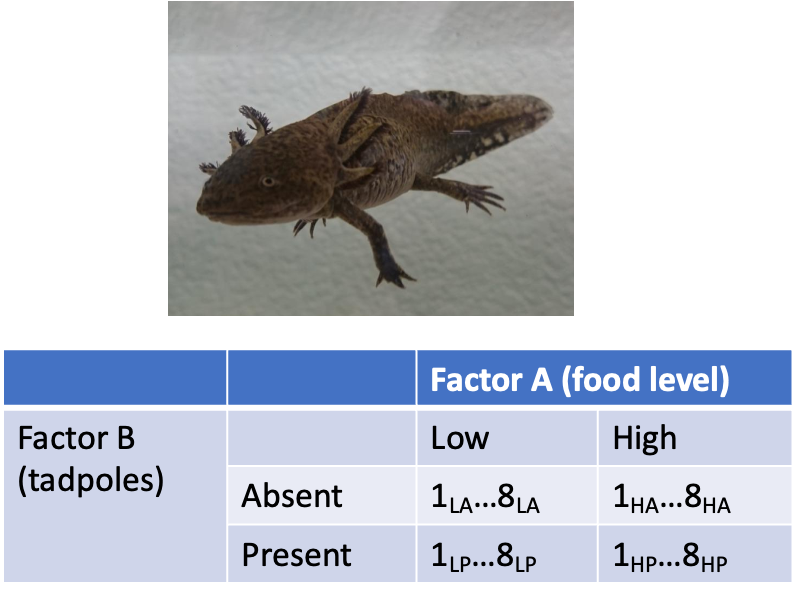 Factor A (food level)
Factor B
(tadpoles)
Low
High
Absent
1LA...8LA
1HA...8HA
Present
1LP...8LP
1HP...8HP